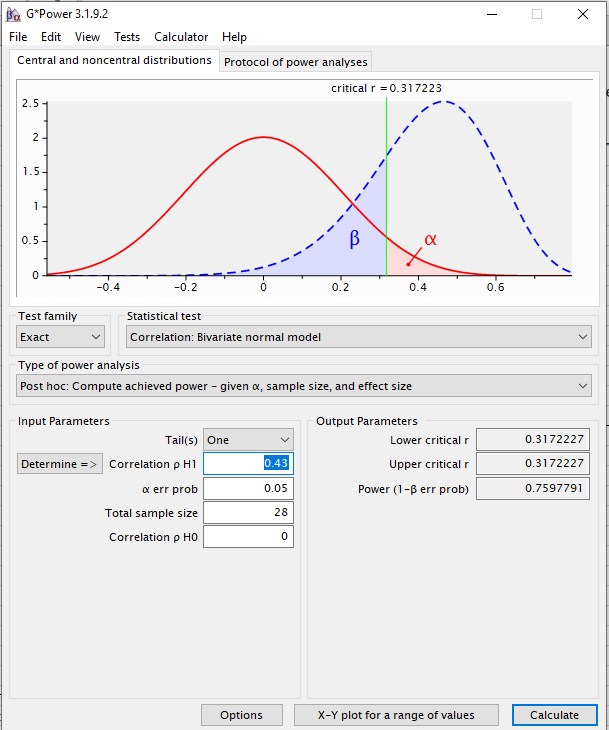 G*Power 3.1.9.2
File Edit View Tests Calculator Help
Central and noncentral distributions Protocol of power analyses
critical r = 0.317223
2.5
2
1.5
1
0.5
0
β
α
-0.4 -0.2 0 0.2 0.4 0.6
Test family Statistical test
Exact Correlation: Bivariate normal model
Type of power analysis
Post hoc: Compute achieved power - given α, sample size, and effect size
Input Parameters
Tail(s) One
Determine => Correlation ρ H1 0.43
α err prob 0.05
Total sample size 28
Correlation ρ H0 0
Output Parameters
Lower critical r 0.3172227
Upper critical r 0.3172227
Power (1-β err prob) 0.7597791
Options X-Y plot for a range of values Calculate